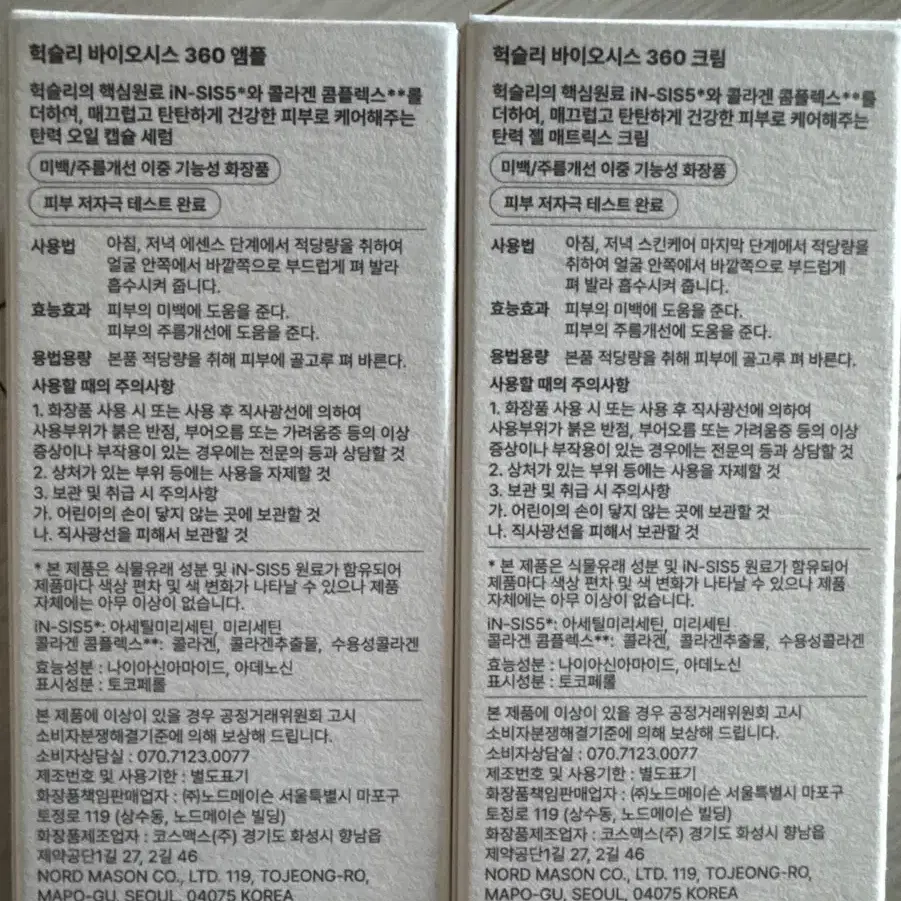 헉슬리 바이오시스 360 앰플
헉슬리의 핵심원료 iN-SIS5*와 콜라겐 콤플렉스**를
더하여, 매끄럽고 탄탄하게 건강한 피부로 케어해주는
탄력 오일 캡슐 세럼
미백/주름개선 이중 기능성 화장품
피부 저자극 테스트 완료
사용법 아침, 저녁 에센스 단계에서 적당량을 취하여
얼굴 안쪽에서 바깥쪽으로 부드럽게 펴 발라
흡수시켜 줍니다.
효능효과 피부의 미백에 도움을 준다.
피부의 주름개선에 도움을 준다.
용법용량 본품 적당량을 취해 피부에 골고루 펴 바른다.
사용할 때의 주의사항
1. 화장품 사용 시 또는 사용 후 직사광선에 의하여
사용부위가 붉은 반점, 부어오름 또는 가려움증 등의 이상
증상이나 부작용이 있는 경우에는 전문의 등과 상담할 것
2. 상처가 있는 부위 등에는 사용을 자제할 것
3. 보관 및 취급 시 주의사항
가. 어린이의 손이 닿지 않는 곳에 보관할 것
나. 직사광선을 피해서 보관할 것
* 본 제품은 식물유래 성분 및 iN-SIS5 원료가 함유되어
제품마다 색상 편차 및 색 변화가 나타날 수 있으나 제품
자체에는 아무 이상이 없습니다.
iN-SIS5*: 아세틸미리세틴, 미리세틴
콜라겐 콤플렉스**: 콜라겐, 콜라겐추출물, 수용성콜라겐
효능성분 : 나이아신아마이드, 아데노신
표시성분 : 토코페롤
본 제품에 이상이 있을 경우 공정거래위원회 고시
소비자분쟁해결기준에 의해 보상해 드립니다.
소비자상담실 : 070.7123.0077
제조번호 및 사용기한 : 별도표기
화장품책임판매업자 : (주)노드메이슨 서울특별시 마포구
토정로 119 (상수동, 노드메이슨 빌딩)
화장품제조업자 : 코스맥스(주) 경기도 화성시 향남읍
제약공단1길 27, 2길 46
NORD MASON CO., LTD. 119, TOJEONG-RO,
MAPO-GU, SEOUL, 04075 KOREA
헉슬리 바이오시스 360 크림
헉슬리의 핵심원료 iN-SIS5*와 콜라겐 콤플렉스**를
더하여, 매끄럽고 탄탄하게 건강한 피부로 케어해주는
탄력 젤 매트릭스 크림
미백/주름개선 이중 기능성 화장품
피부 저자극 테스트 완료
사용법 아침, 저녁 스킨케어 마지막 단계에서 적당량을
취하여 얼굴 안쪽에서 바깥쪽으로 부드럽게
펴 발라 흡수시켜 줍니다.
효능효과 피부의 미백에 도움을 준다.
피부의 주름개선에 도움을 준다.
용법용량 본품 적당량을 취해 피부에 골고루 펴 바른다.
사용할 때의 주의사항
1. 화장품 사용 시 또는 사용 후 직사광선에 의하여
사용부위가 붉은 반점, 부어오름 또는 가려움증 등의 이상
증상이나 부작용이 있는 경우에는 전문의 등과 상담할 것
2. 상처가 있는 부위 등에는 사용을 자제할 것
3. 보관 및 취급 시 주의사항
가. 어린이의 손이 닿지 않는 곳에 보관할 것
나. 직사광선을 피해서 보관할 것
* 본 제품은 식물유래 성분 및 iN-SIS5 원료가 함유되어
제품마다 색상 편차 및 색 변화가 나타날 수 있으나 제품
자체에는 아무 이상이 없습니다.
iN-SIS5*: 아세틸미리세틴, 미리세틴
콜라겐 콤플렉스**: 콜라겐, 콜라겐추출물, 수용성콜라겐
효능성분 : 나이아신아마이드, 아데노신
표시성분 : 토코페롤
본 제품에 이상이 있을 경우 공정거래위원회 고시
소비자분쟁해결기준에 의해 보상해 드립니다.
소비자상담실 : 070.7123.0077
제조번호 및 사용기한 : 별도표기
화장품책임판매업자 : (주)노드메이슨 서울특별시 마포구
토정로 119 (상수동, 노드메이슨 빌딩)
화장품제조업자 : 코스맥스(주) 경기도 화성시 향남읍
제약공단1길 27, 2길 46
NORD MASON CO., LTD. 119, TOJEONG-RO,
MAPO-GU, SEOUL, 04075 KOREA